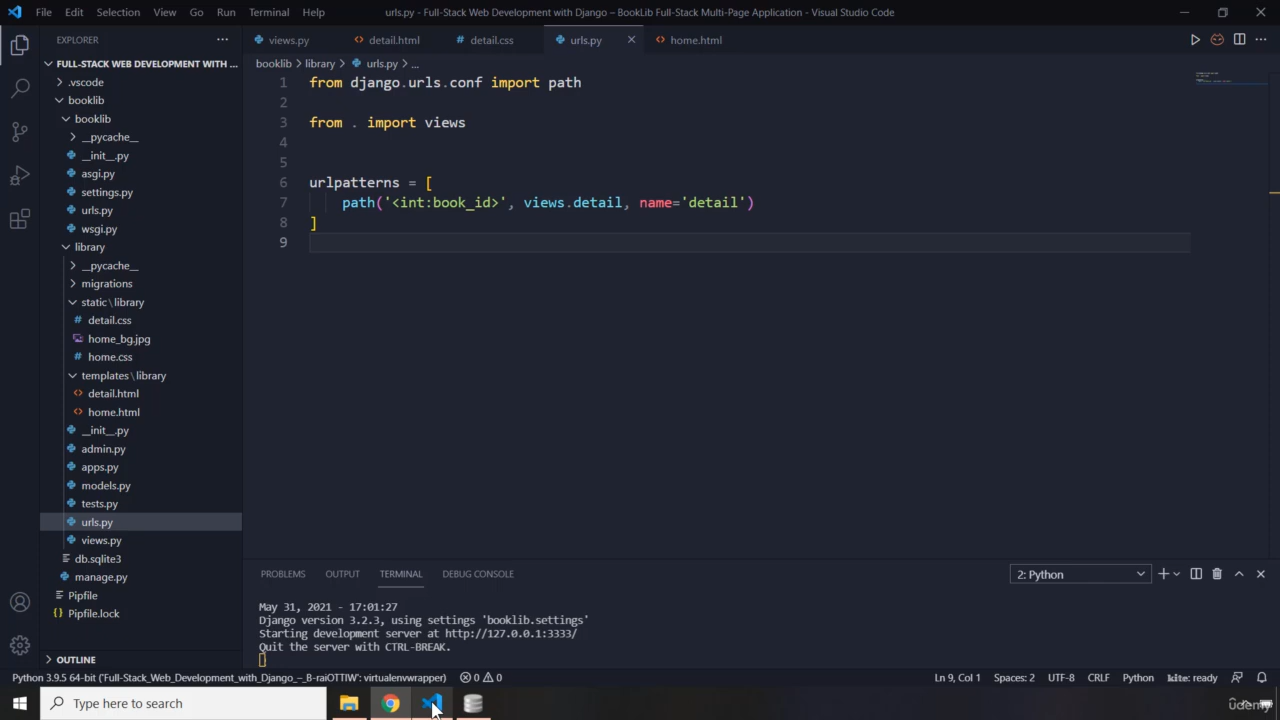 File Edit Selection View Go Run Terminal Help urls.py - Full-Stack Web Development with Django – BookLib Full-Stack Multi-Page Application - Visual Studio Code
EXPLORER
views.py detail.html detail.css urls.py home.html
FULL-STACK WEB DEVELOPMENT WITH ...
booklib > library > urls.py > ...
.vscode
booklib
booklib
__pycache__
__init__.py
asgi.py
settings.py
urls.py
wsgi.py
library
__pycache__
migrations
static\library
detail.css
home_bg.jpg
home.css
templates\library
detail.html
home.html
__init__.py
admin.py
apps.py
models.py
tests.py
urls.py
views.py
db.sqlite3
manage.py
Pipfile
Pipfile.lock
OUTLINE
1 from django.urls.conf import path
2
3 from . import views
4
5
6 urlpatterns = [
7 path('<int:book_id>', views.detail, name='detail')
8 ]
9
PROBLEMS OUTPUT TERMINAL DEBUG CONSOLE 2: Python
May 31, 2021 - 17:01:27
Django version 3.2.3, using settings 'booklib.settings'
Starting development server at http://127.0.0.1:3333/
Quit the server with CTRL-BREAK.
Python 3.9.5 64-bit ('Full-Stack_Web_Development_with_Django_–_B-raiOTTIW': virtualenvwrapper) 0 0 Ln 9, Col 1 Spaces: 2 UTF-8 CRLF Python kite: ready
Type here to search
udemy